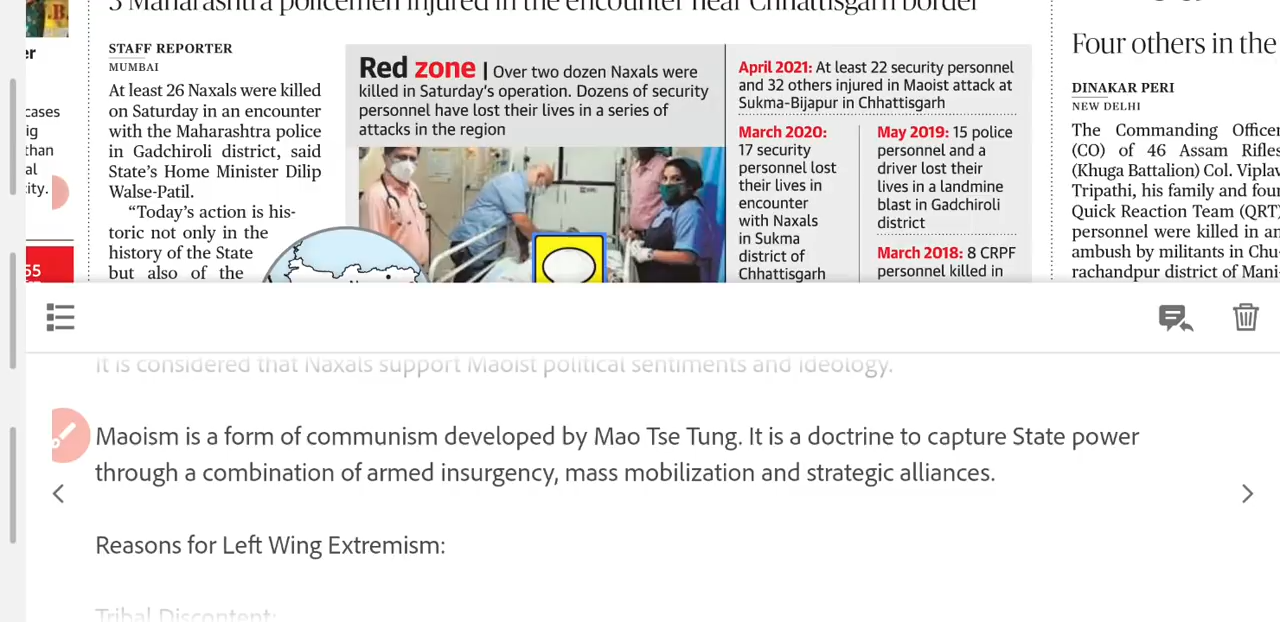 3 Maharashtra policemen injured in the encounter near Chhattisgarh border
er
cases
ig
than
al
city.
55
STAFF REPORTER
MUMBAI
At least 26 Naxals were killed
on Saturday in an encounter
with the Maharashtra police
in Gadchiroli district, said
State's Home Minister Dilip
Walse-Patil.
“Today's action is his-
toric not only in the
history of the State
but also of the
Red zone | Over two dozen Naxals were
killed in Saturday's operation. Dozens of security
personnel have lost their lives in a series of
attacks in the region
April 2021: At least 22 security personnel
and 32 others injured in Maoist attack at
Sukma-Bijapur in Chhattisgarh
March 2020:
17 security
personnel lost
their lives in
encounter
with Naxals
in Sukma
district of
Chhattisgarh
May 2019: 15 police
personnel and a
driver lost their
lives in a landmine
blast in Gadchiroli
district
March 2018: 8 CRPF
personnel killed in
Four others in the
DINAKAR PERI
NEW DELHI
The Commanding Officer
(CO) of 46 Assam Rifles
(Khuga Battalion) Col. Viplav
Tripathi, his family and four
Quick Reaction Team (QRT)
personnel were killed in an
ambush by militants in Chu-
rachandpur district of Mani-
It is considered that Naxals support Maoist political sentiments and ideology.
Maoism is a form of communism developed by Mao Tse Tung. It is a doctrine to capture State power
through a combination of armed insurgency, mass mobilization and strategic alliances.
Reasons for Left Wing Extremism:
Tribal Discontent: